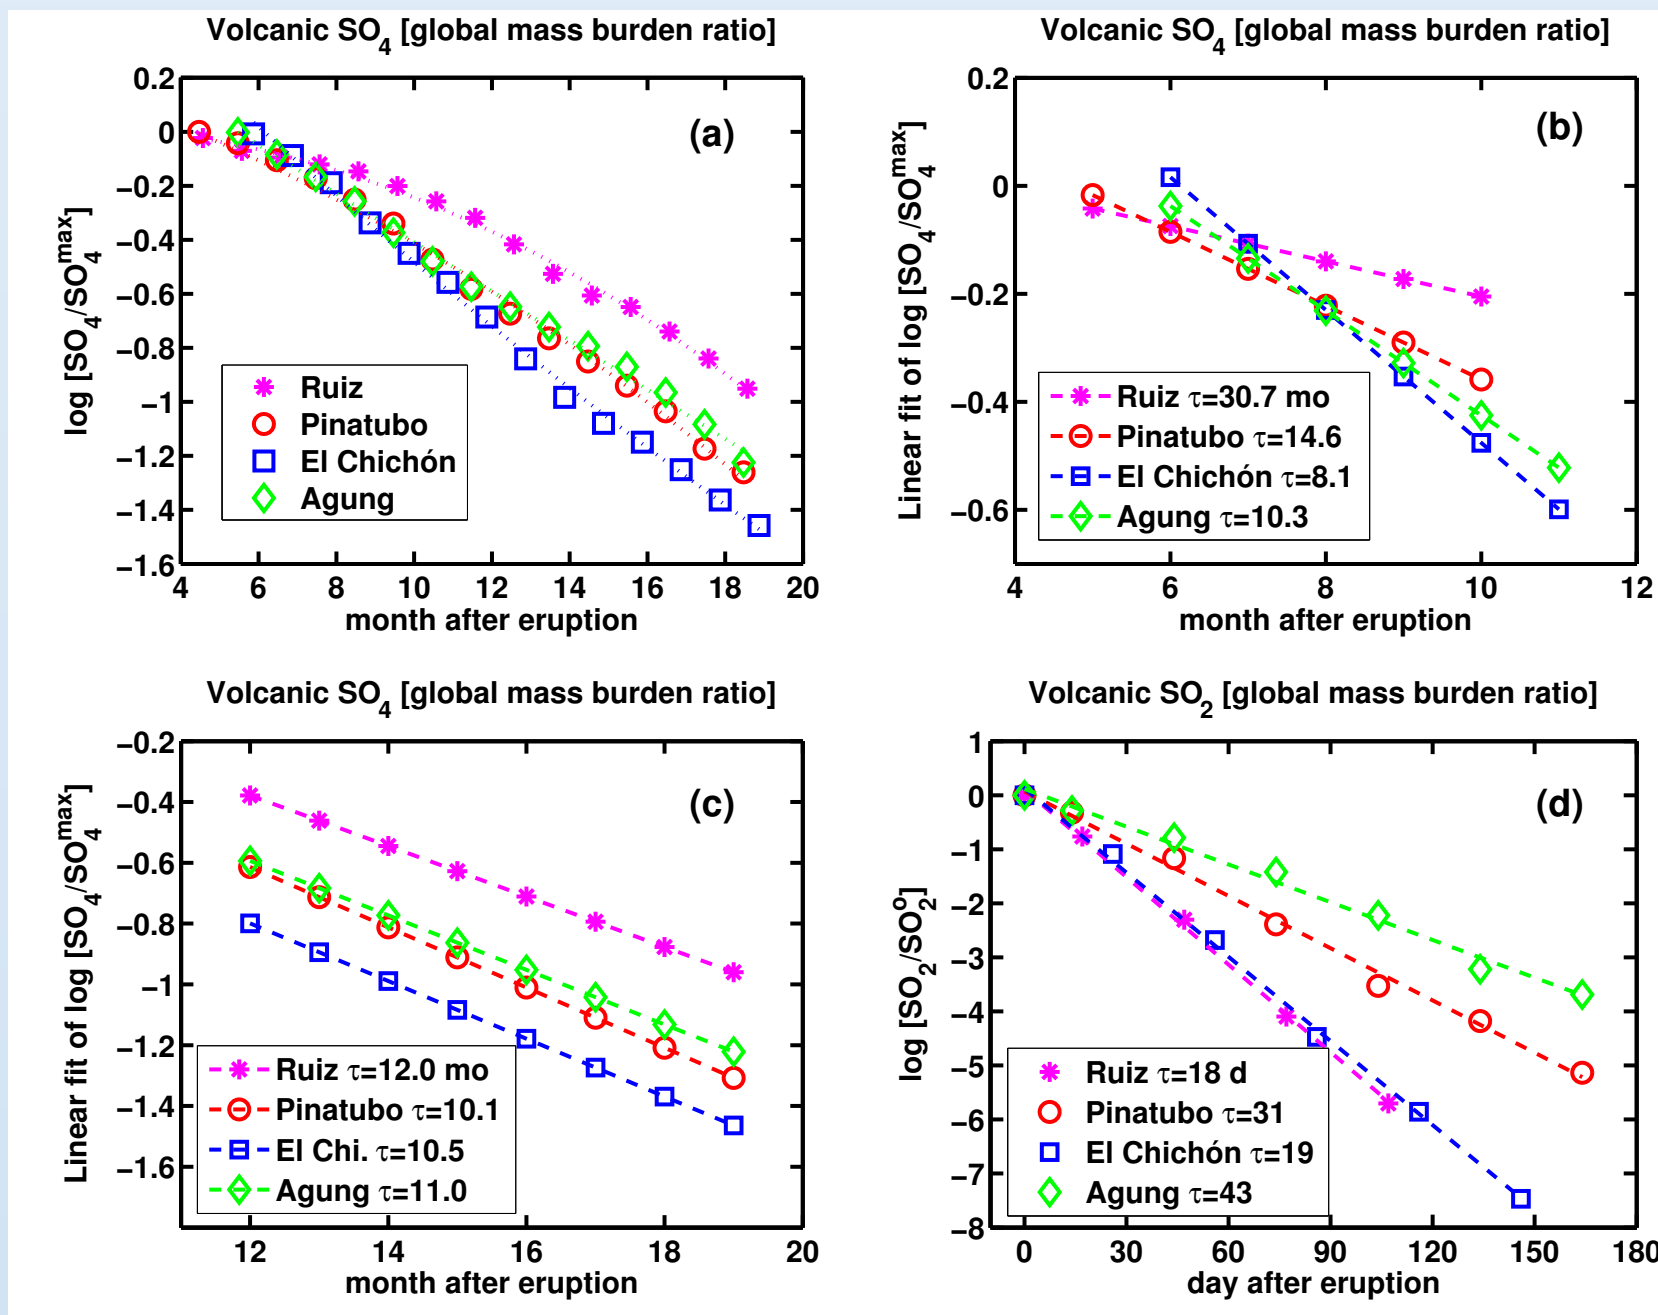 Volcanic SO4 [global mass burden ratio]
0.2
0
−0.2
−0.4
−0.6
−0.8
−1
−1.2
−1.4
−1.6
log [SO4/SO4max]
(a)
Ruiz
Pinatubo
El Chichón
Agung
4 6 8 10 12 14 16 18 20
month after eruption
Volcanic SO4 [global mass burden ratio]
0.2
0
−0.2
−0.4
−0.6
Linear fit of log [SO4/SO4max]
(b)
Ruiz τ=30.7 mo
Pinatubo τ=14.6
El Chichón τ=8.1
Agung τ=10.3
4 6 8 10 12
month after eruption
Volcanic SO4 [global mass burden ratio]
−0.2
−0.4
−0.6
−0.8
−1
−1.2
−1.4
−1.6
Linear fit of log [SO4/SO4max]
(c)
Ruiz τ=12.0 mo
Pinatubo τ=10.1
El Chi. τ=10.5
Agung τ=11.0
12 14 16 18 20
month after eruption
Volcanic SO2 [global mass burden ratio]
1
0
−1
−2
−3
−4
−5
−6
−7
−8
log [SO2/SO2o]
(d)
Ruiz τ=18 d
Pinatubo τ=31
El Chichón τ=19
Agung τ=43
0 30 60 90 120 150 180
day after eruption